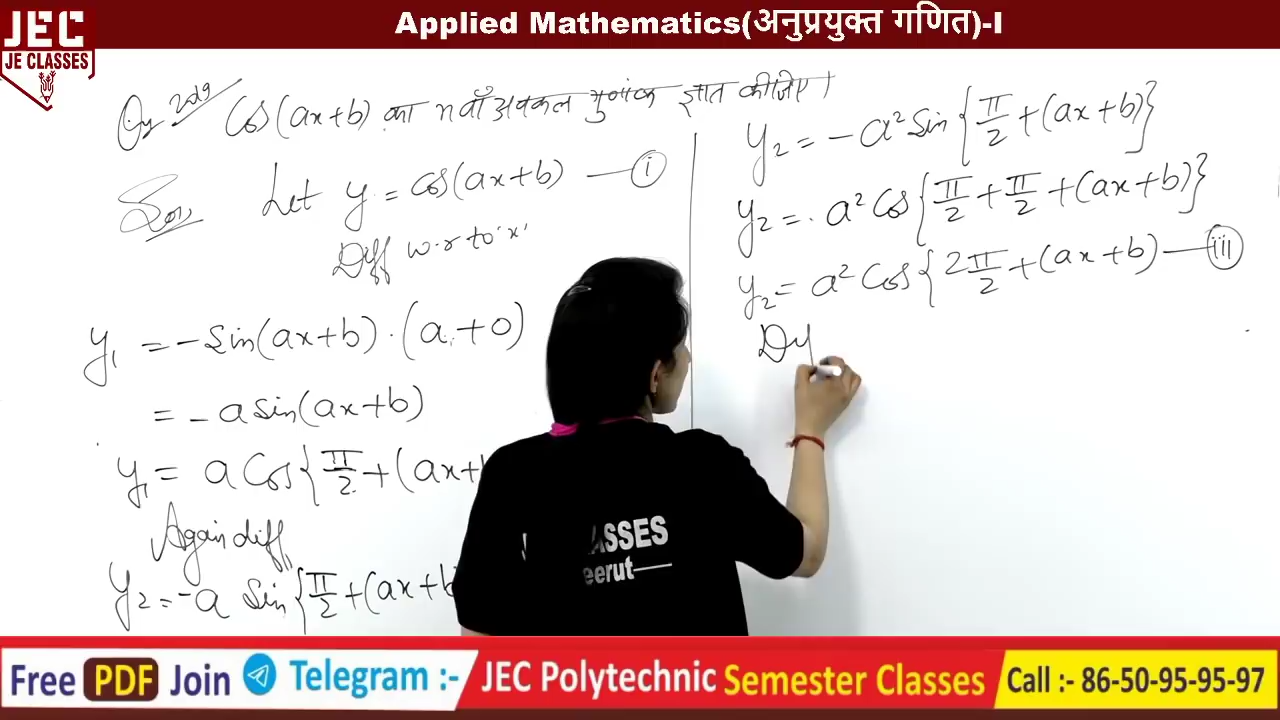 JEC
JE CLASSES
Applied Mathematics(अनुप्रयुक्त गणित)-I
Qy 2019 Cos(ax+b) का nवाँ अवकल गुणांक ज्ञात कीजिए।
Soln Let y = Cos(ax+b) — (i)
Diff w.r to 'x'
y₁ = -Sin(ax+b) . (a.+0)
= -a Sin(ax+b)
y₁ = a Cos{π/2+(ax+b
Again diff,
y₂ = -a Sin{π/2+(ax+b)
y₂ = -a² Sin{π/2+(ax+b)}
y₂ = a² Cos{π/2+π/2+(ax+b)}
y₂ = a² Cos{2π/2+(ax+b) — (iii)
CLASSES
eerut—
Free PDF Join Telegram :- JEC Polytechnic Semester Classes Call :- 86-50-95-95-97